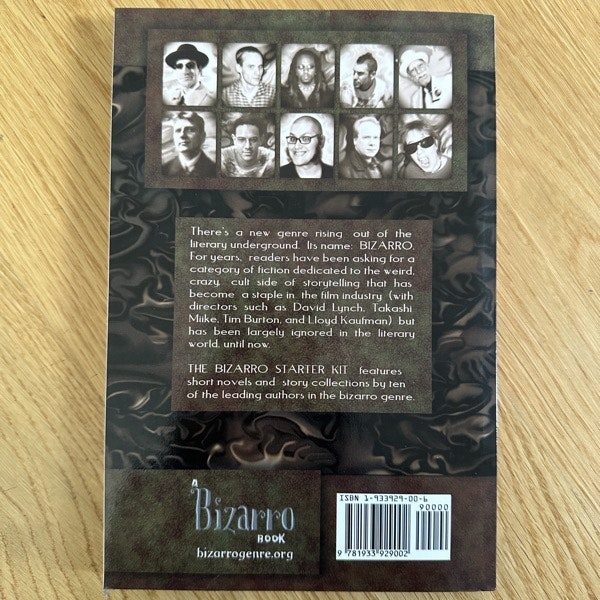 There's a new genre rising out of the
literary underground. Its name: BIZARRO.
For years, readers have been asking for a
category of fiction dedicated to the weird,
crazy, cult side of storytelling that has
become a staple in the film industry (with
directors such as David Lynch, Takashi
Miike, Tim Burton, and Lloyd Kaufman) but
has been largely ignored in the literary
world, until now.
THE BIZARRO STARTER KIT features
short novels and story collections by ten
of the leading authors in the bizarro genre.
A
Bizarro
BOOK
bizarrogenre.org
ISBN 1-933929-00-6
90000
9 781933 929002